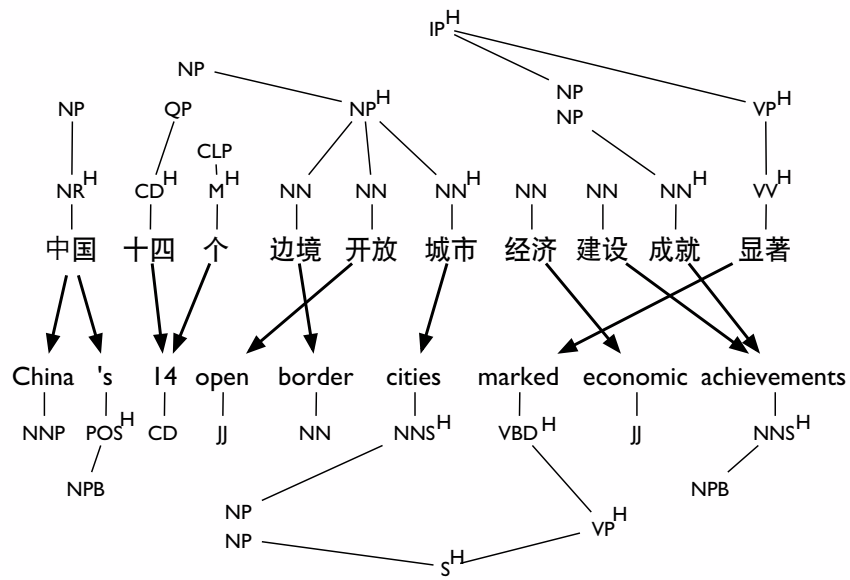 IP H
NP
NP
NP QP NP H NP VP H
CLP
NR H CD H M H NN NN NN H NN NN NN H VV H
中国 十四 个 边境 开放 城市 经济 建设 成就 显著
China 's 14 open border cities marked economic achievements
NNP POS H CD JJ NN NNS H VBD H JJ NNS H
NPB NPB
NP
VP H
NP
S H